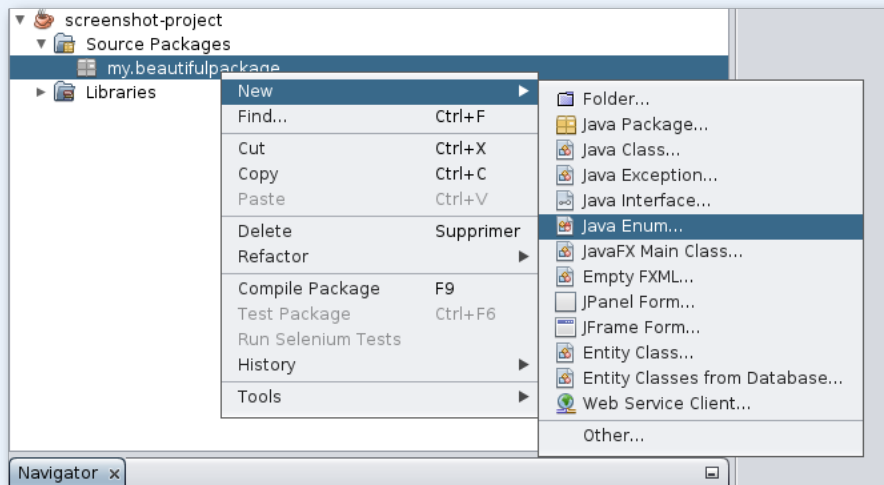 screenshot-project
Source Packages
my.beautifulpackage
Libraries
New
Find... Ctrl+F
Cut Ctrl+X
Copy Ctrl+C
Paste Ctrl+V
Delete Supprimer
Refactor
Compile Package F9
Test Package Ctrl+F6
Run Selenium Tests
History
Tools
Folder...
Java Package...
Java Class...
Java Exception...
Java Interface...
Java Enum...
JavaFX Main Class...
Empty FXML...
JPanel Form...
JFrame Form...
Entity Class...
Entity Classes from Database...
Web Service Client...
Other...
Navigator x